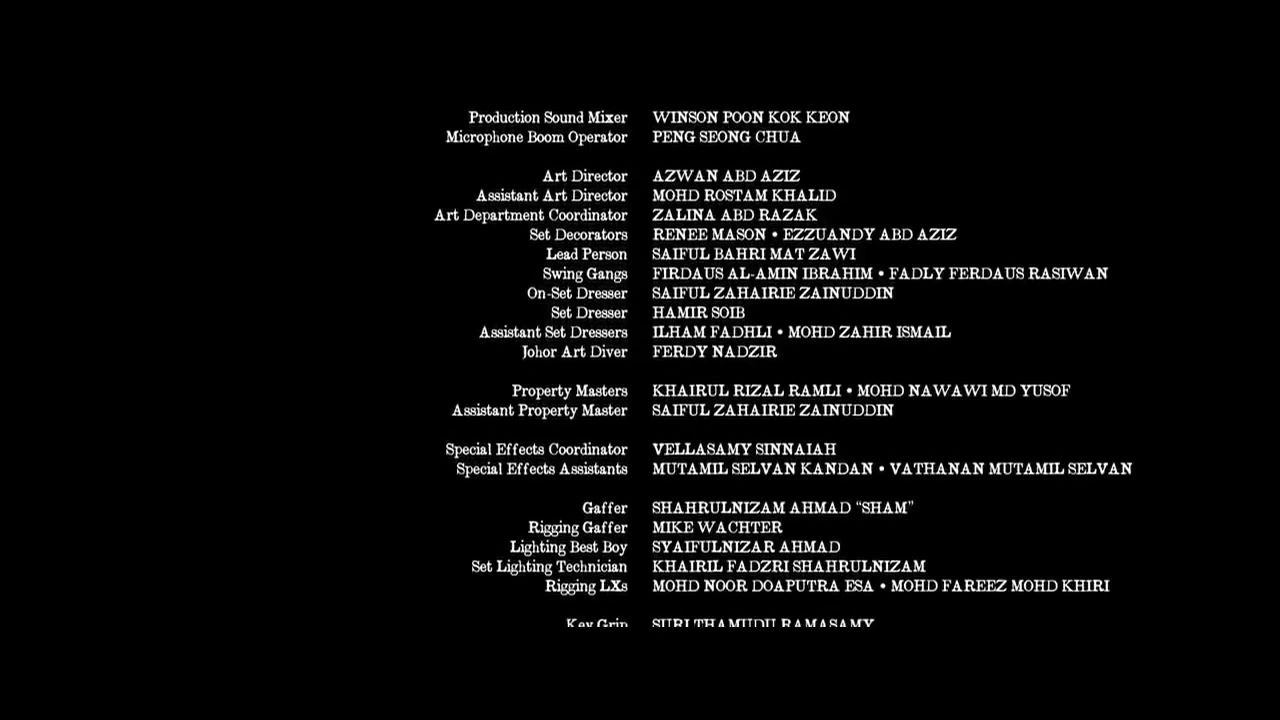 Production Sound Mixer WINSON POON KOK KEON
Microphone Boom Operator PENG SEONG CHUA
Art Director AZWAN ABD AZIZ
Assistant Art Director MOHD ROSTAM KHALID
Art Department Coordinator ZALINA ABD RAZAK
Set Decorators RENEE MASON • EZZUANDY ABD AZIZ
Lead Person SAIFUL BAHRI MAT ZAWI
Swing Gangs FIRDAUS AL-AMIN IBRAHIM • FADLY FERDAUS RASIWAN
On-Set Dresser SAIFUL ZAHAIRIE ZAINUDDIN
Set Dresser HAMIR SOIB
Assistant Set Dressers ILHAM FADHLI • MOHD ZAHIR ISMAIL
Johor Art Diver FERDY NADZIR
Property Masters KHAIRUL RIZAL RAMLI • MOHD NAWAWI MD YUSOF
Assistant Property Master SAIFUL ZAHAIRIE ZAINUDDIN
Special Effects Coordinator VELLASAMY SINNAIAH
Special Effects Assistants MUTAMIL SELVAN KANDAN • VATHANAN MUTAMIL SELVAN
Gaffer SHAHRULNIZAM AHMAD “SHAM”
Rigging Gaffer MIKE WACHTER
Lighting Best Boy SYAIFULNIZAR AHMAD
Set Lighting Technician KHAIRIL FADZRI SHAHRULNIZAM
Rigging LXs MOHD NOOR DOAPUTRA ESA • MOHD FAREEZ MOHD KHIRI
Key Grip SURI THAMUDU RAMASAMY